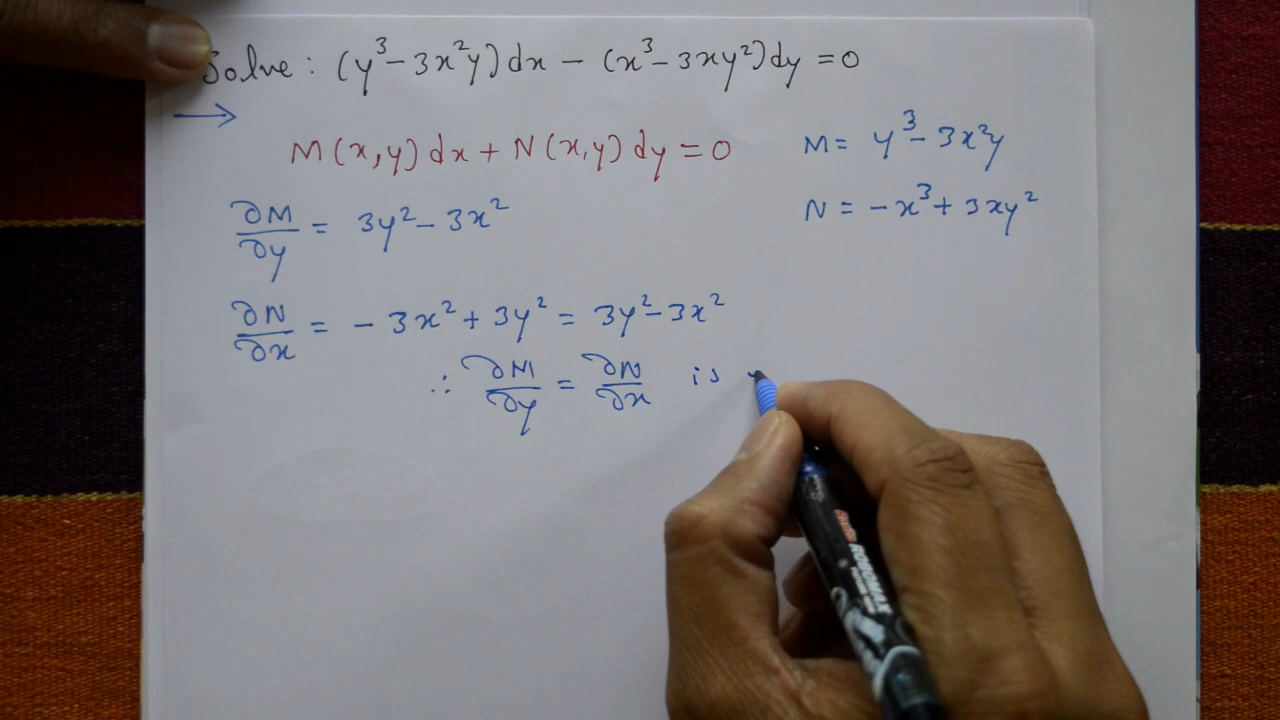 Solve : (y³ - 3x²y) dx - (x³ - 3xy²) dy = 0
→
M(x,y) dx + N(x,y) dy = 0
M = y³ - 3x²y
N = -x³ + 3xy²
∂M/∂y = 3y² - 3x²
∂N/∂x = -3x² + 3y² = 3y² - 3x²
∴ ∂M/∂y = ∂N/∂x is